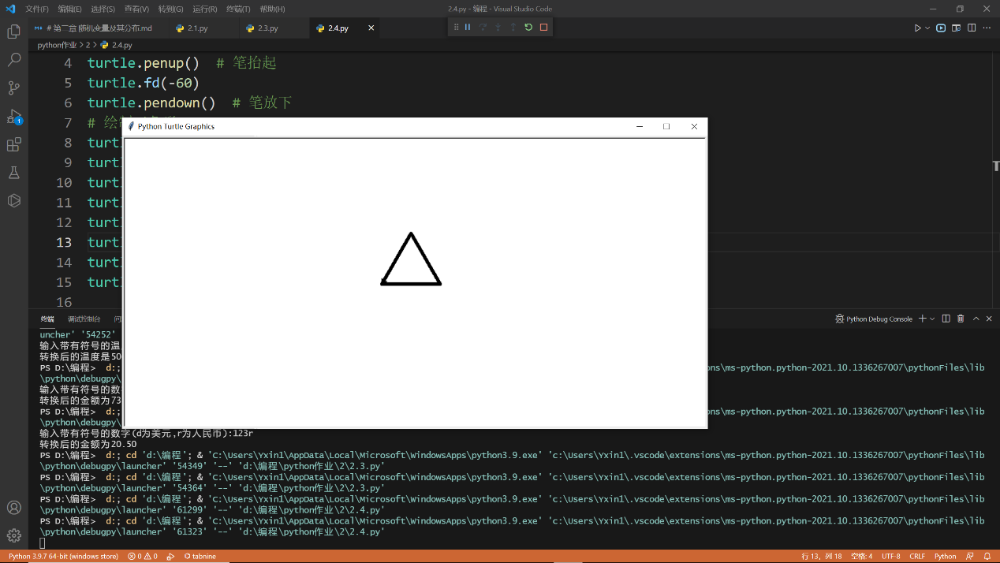 文件(F) 编辑(E) 选择(S) 查看(V) 转到(G) 运行(R) 终端(T) 帮助(H) 2.4.py - 编程 - Visual Studio Code
# 第二章 随机变量及其分布.md 2.1.py 2.3.py 2.4.py
python作业 > 2 > 2.4.py
4 turtle.penup() # 笔抬起
5 turtle.fd(-60)
6 turtle.pendown() # 笔放下
7 # 绘
Python Turtle Graphics
8 turtl
9 turtl
10 turtl
11 turtl
12 turtl
13 turtl
14 turtl
15 turtl
16
终端 调试控制台 问 Python Debug Console
uncher' '54252'
输入带有符号的温
转换后的温度是50
PS D:\编程> d:; ns\ms-python.python-2021.10.1336267007\pythonFiles\lib
\python\debugpy\
输入带有符号的数
转换后的金额为73
PS D:\编程> d:; ns\ms-python.python-2021.10.1336267007\pythonFiles\lib
\python\debugpy\
输入带有符号的数字(d为美元,r为人民币):123r
转换后的金额为20.50
PS D:\编程> d:; cd 'd:\编程'; & 'C:\Users\Yxin1\AppData\Local\Microsoft\WindowsApps\python3.9.exe' 'c:\Users\Yxin1\.vscode\extensions\ms-python.python-2021.10.1336267007\pythonFiles\lib
\python\debugpy\launcher' '54349' '--' 'd:\编程\python作业\2\2.3.py'
PS D:\编程> d:; cd 'd:\编程'; & 'C:\Users\Yxin1\AppData\Local\Microsoft\WindowsApps\python3.9.exe' 'c:\Users\Yxin1\.vscode\extensions\ms-python.python-2021.10.1336267007\pythonFiles\lib
\python\debugpy\launcher' '54364' '--' 'd:\编程\python作业\2\2.3.py'
PS D:\编程> d:; cd 'd:\编程'; & 'C:\Users\Yxin1\AppData\Local\Microsoft\WindowsApps\python3.9.exe' 'c:\Users\Yxin1\.vscode\extensions\ms-python.python-2021.10.1336267007\pythonFiles\lib
\python\debugpy\launcher' '61299' '--' 'd:\编程\python作业\2\2.4.py'
PS D:\编程> d:; cd 'd:\编程'; & 'C:\Users\Yxin1\AppData\Local\Microsoft\WindowsApps\python3.9.exe' 'c:\Users\Yxin1\.vscode\extensions\ms-python.python-2021.10.1336267007\pythonFiles\lib
\python\debugpy\launcher' '61323' '--' 'd:\编程\python作业\2\2.4.py'
Python 3.9.7 64-bit (windows store) 0 0 tabnine 行 13, 列 18 空格: 4 UTF-8 CRLF Python